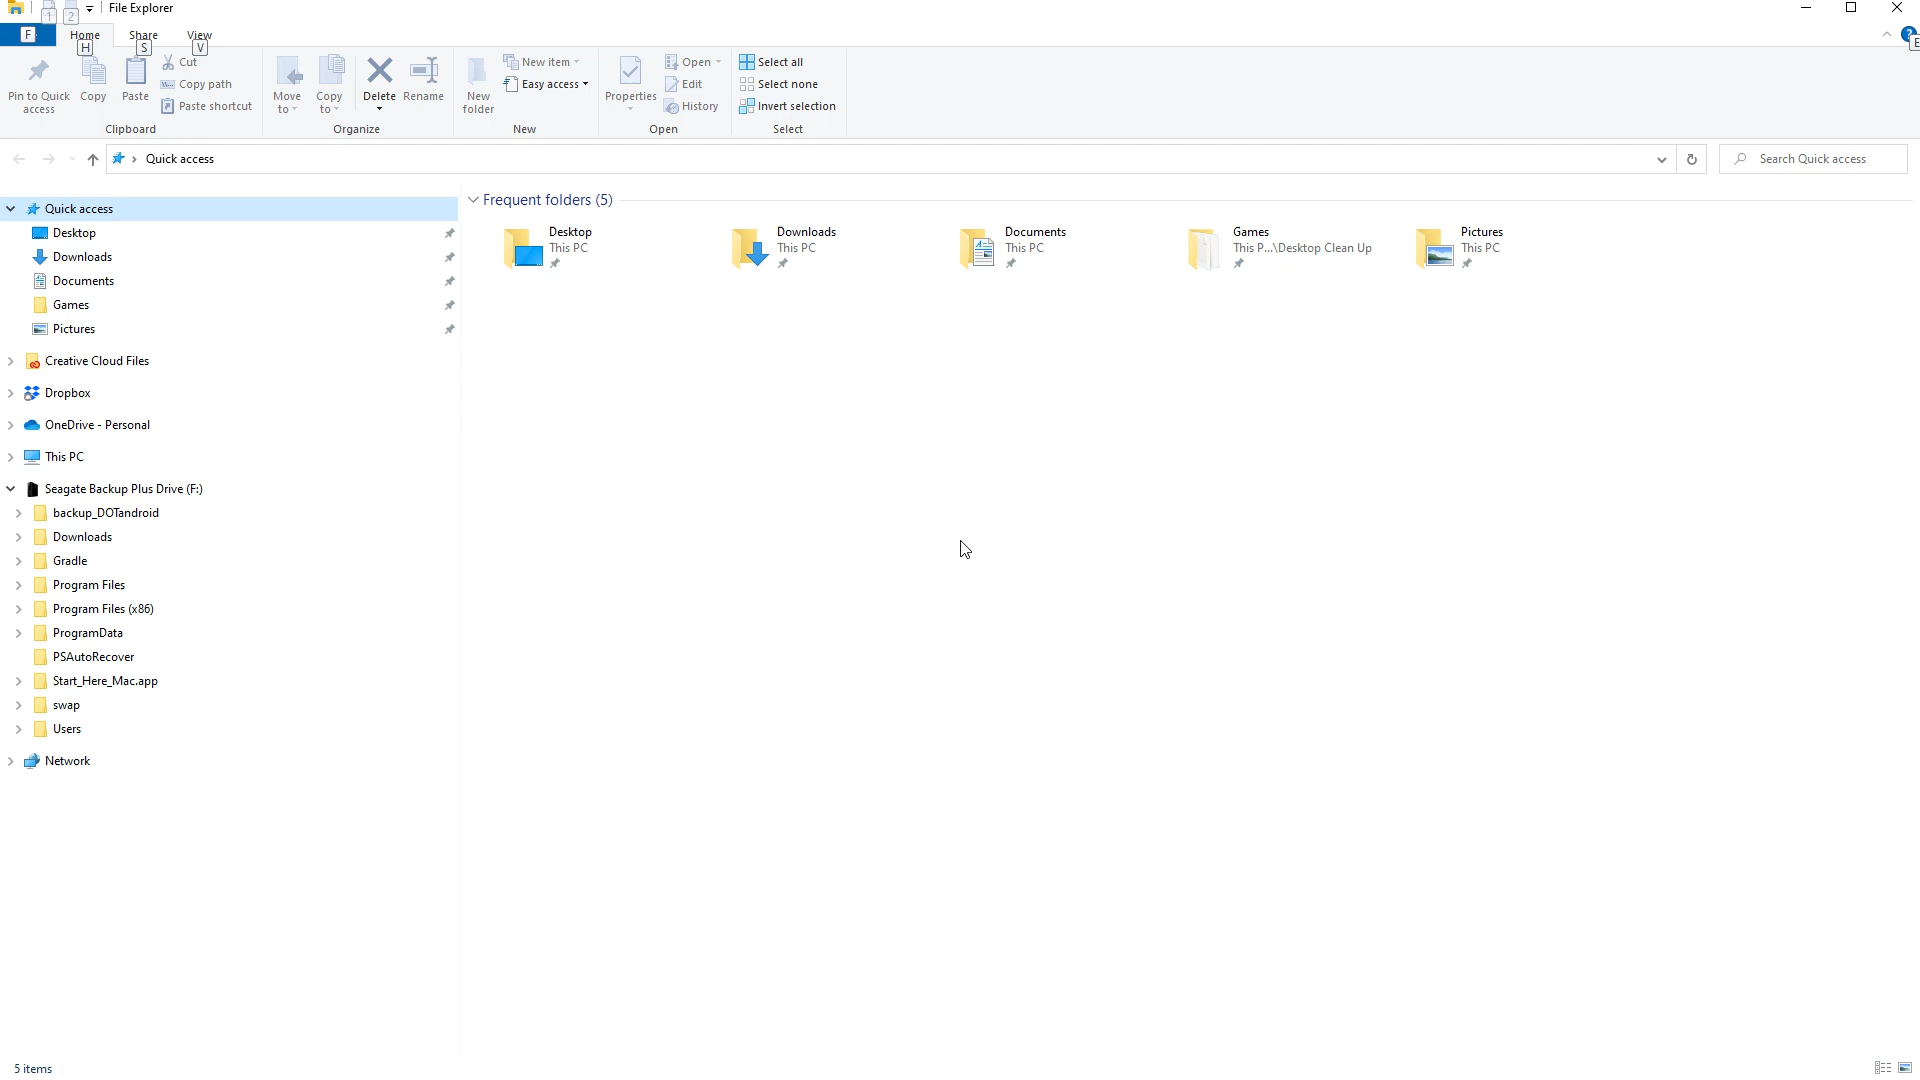 1
2
File Explorer
F
Home
H
Share
S
View
V
?
E
Pin to Quick access
Copy
Paste
Cut
Copy path
Paste shortcut
Clipboard
Move to
Copy to
Delete
Rename
Organize
New folder
New item
Easy access
New
Properties
Open
Edit
History
Open
Select all
Select none
Invert selection
Select
Quick access
Search Quick access
Quick access
Desktop
Downloads
Documents
Games
Pictures
Creative Cloud Files
Dropbox
OneDrive - Personal
This PC
Seagate Backup Plus Drive (F:)
backup_DOTandroid
Downloads
Gradle
Program Files
Program Files (x86)
ProgramData
PSAutoRecover
Start_Here_Mac.app
swap
Users
Network
Frequent folders (5)
Desktop
This PC
Downloads
This PC
Documents
This PC
Games
This P...\Desktop Clean Up
Pictures
This PC
5 items